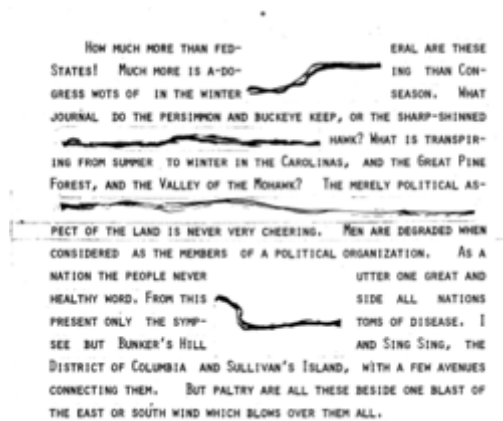 HOW MUCH MORE THAN FED- ERAL ARE THESE
STATES! MUCH MORE IS A-DO- ING THAN CON-
GRESS WOTS OF IN THE WINTER SEASON. WHAT
JOURNAL DO THE PERSIMMON AND BUCKEYE KEEP, OR THE SHARP-SHINNED
HAWK? WHAT IS TRANSPIR-
ING FROM SUMMER TO WINTER IN THE CAROLINAS, AND THE GREAT PINE
FOREST, AND THE VALLEY OF THE MOHAWK? THE MERELY POLITICAL AS-
PECT OF THE LAND IS NEVER VERY CHEERING. MEN ARE DEGRADED WHEN
CONSIDERED AS THE MEMBERS OF A POLITICAL ORGANIZATION. AS A
NATION THE PEOPLE NEVER UTTER ONE GREAT AND
HEALTHY WORD. FROM THIS SIDE ALL NATIONS
PRESENT ONLY THE SYMP- TOMS OF DISEASE. I
SEE BUT BUNKER'S HILL AND SING SING, THE
DISTRICT OF COLUMBIA AND SULLIVAN'S ISLAND, WITH A FEW AVENUES
CONNECTING THEM. BUT PALTRY ARE ALL THESE BESIDE ONE BLAST OF
THE EAST OR SOUTH WIND WHICH BLOWS OVER THEM ALL.